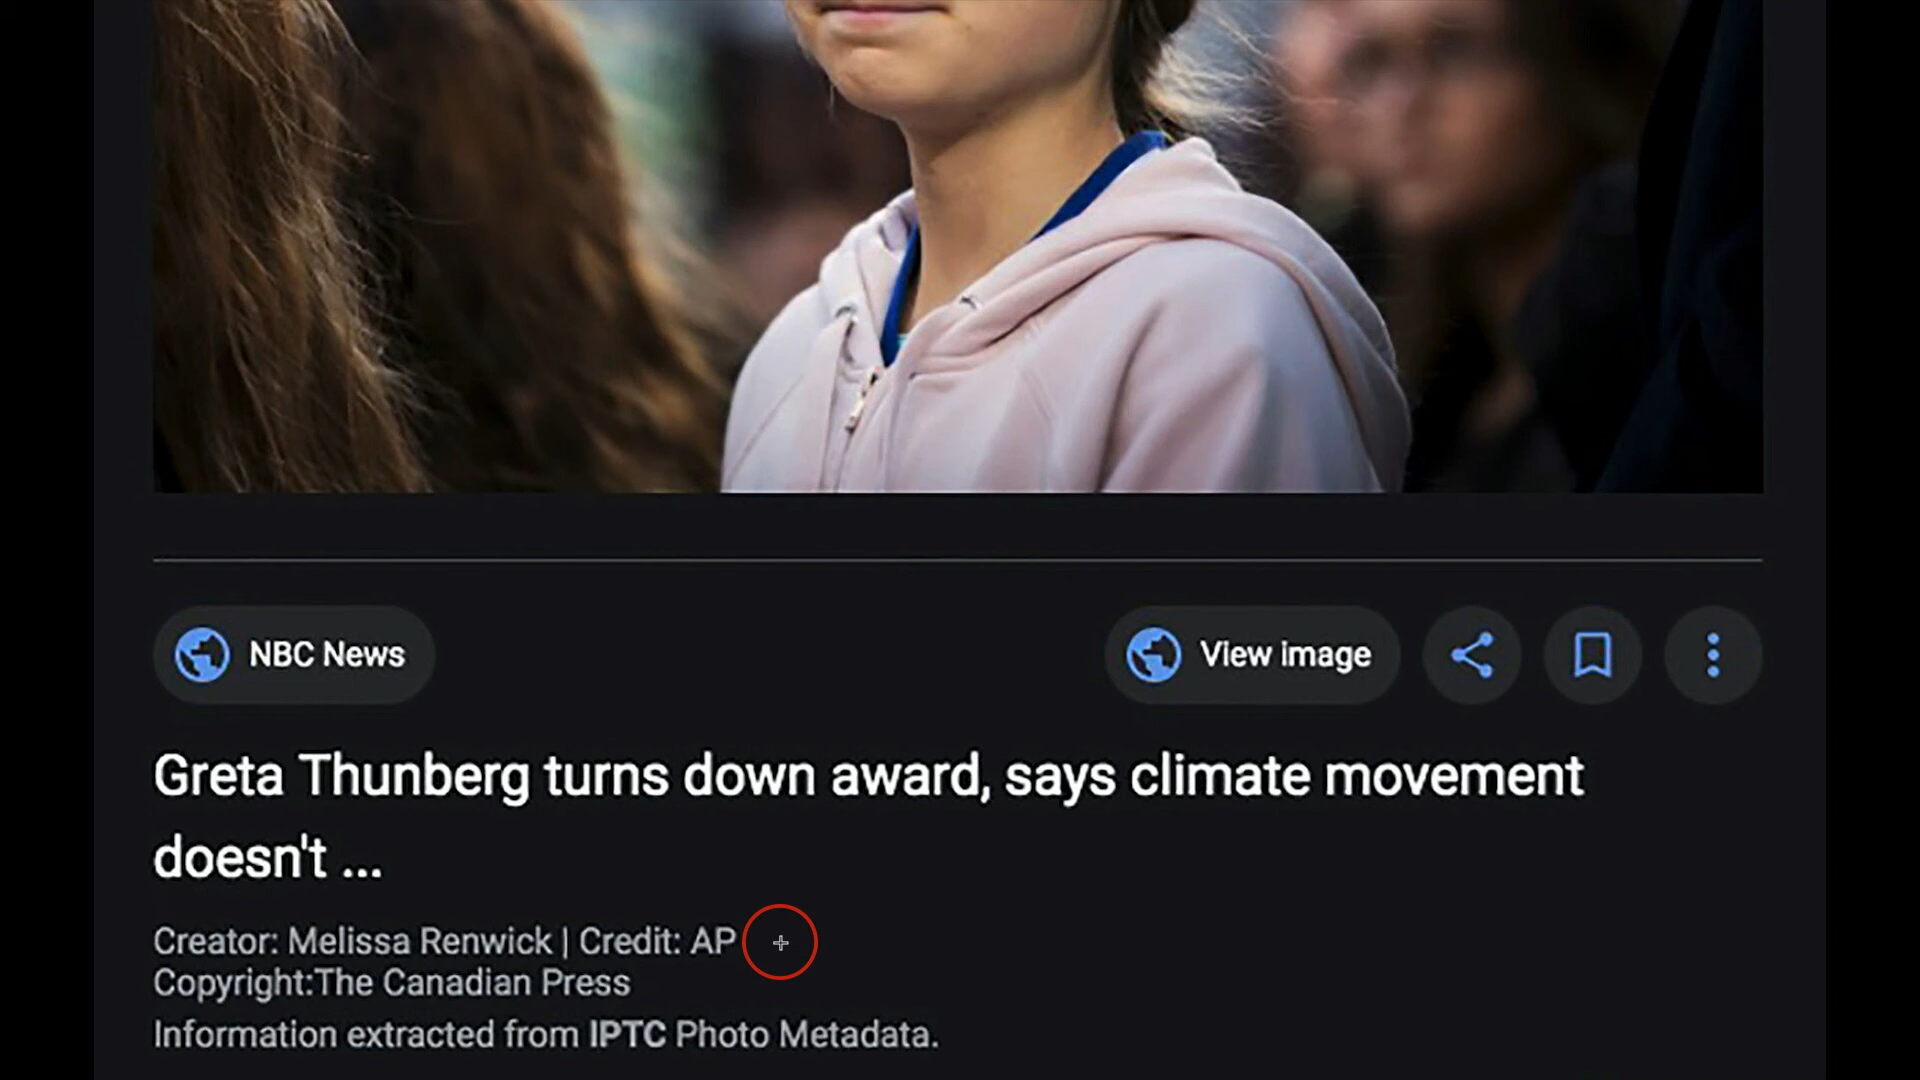 NBC News
View image
Greta Thunberg turns down award, says climate movement
doesn't ...
Creator: Melissa Renwick | Credit: AP
Copyright:The Canadian Press
Information extracted from IPTC Photo Metadata.